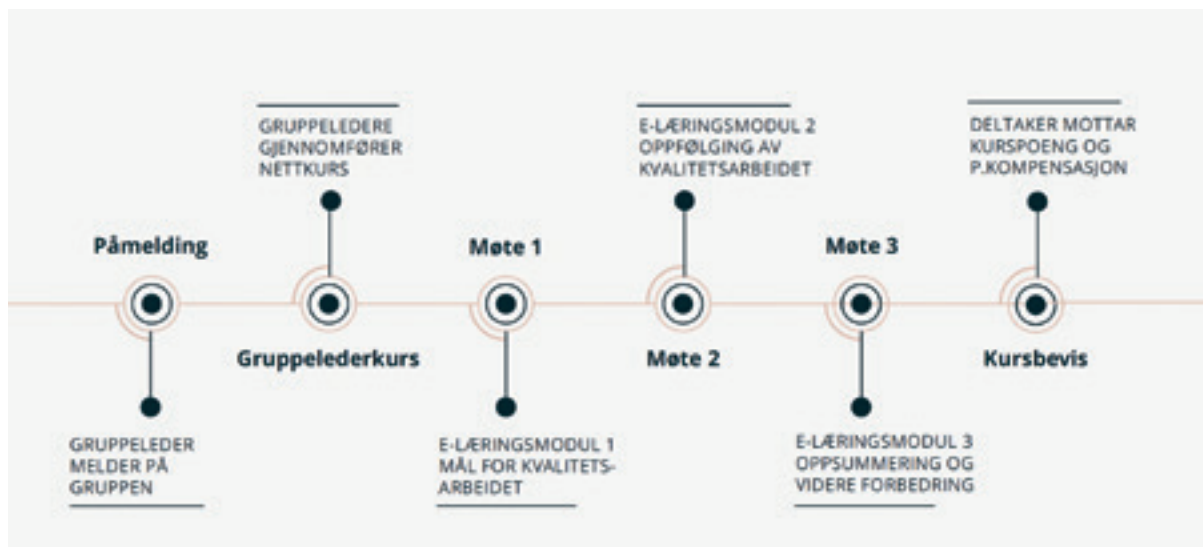 Påmelding
GRUPPELEDER
MELDER PÅ
GRUPPEN
GRUPPELEDERE
GJENNOMFØRER
NETTKURS
Gruppelederkurs
Møte 1
E-LÆRINGSMODUL 1
MÅL FOR KVALITETS-
ARBEIDET
E-LÆRINGSMODUL 2
OPPFØLGING AV
KVALITETSARBEIDET
Møte 2
Møte 3
E-LÆRINGSMODUL 3
OPPSUMMERING OG
VIDERE FORBEDRING
DELTAKER MOTTAR
KURSPOENG OG
P.KOMPENSASJON
Kursbevis